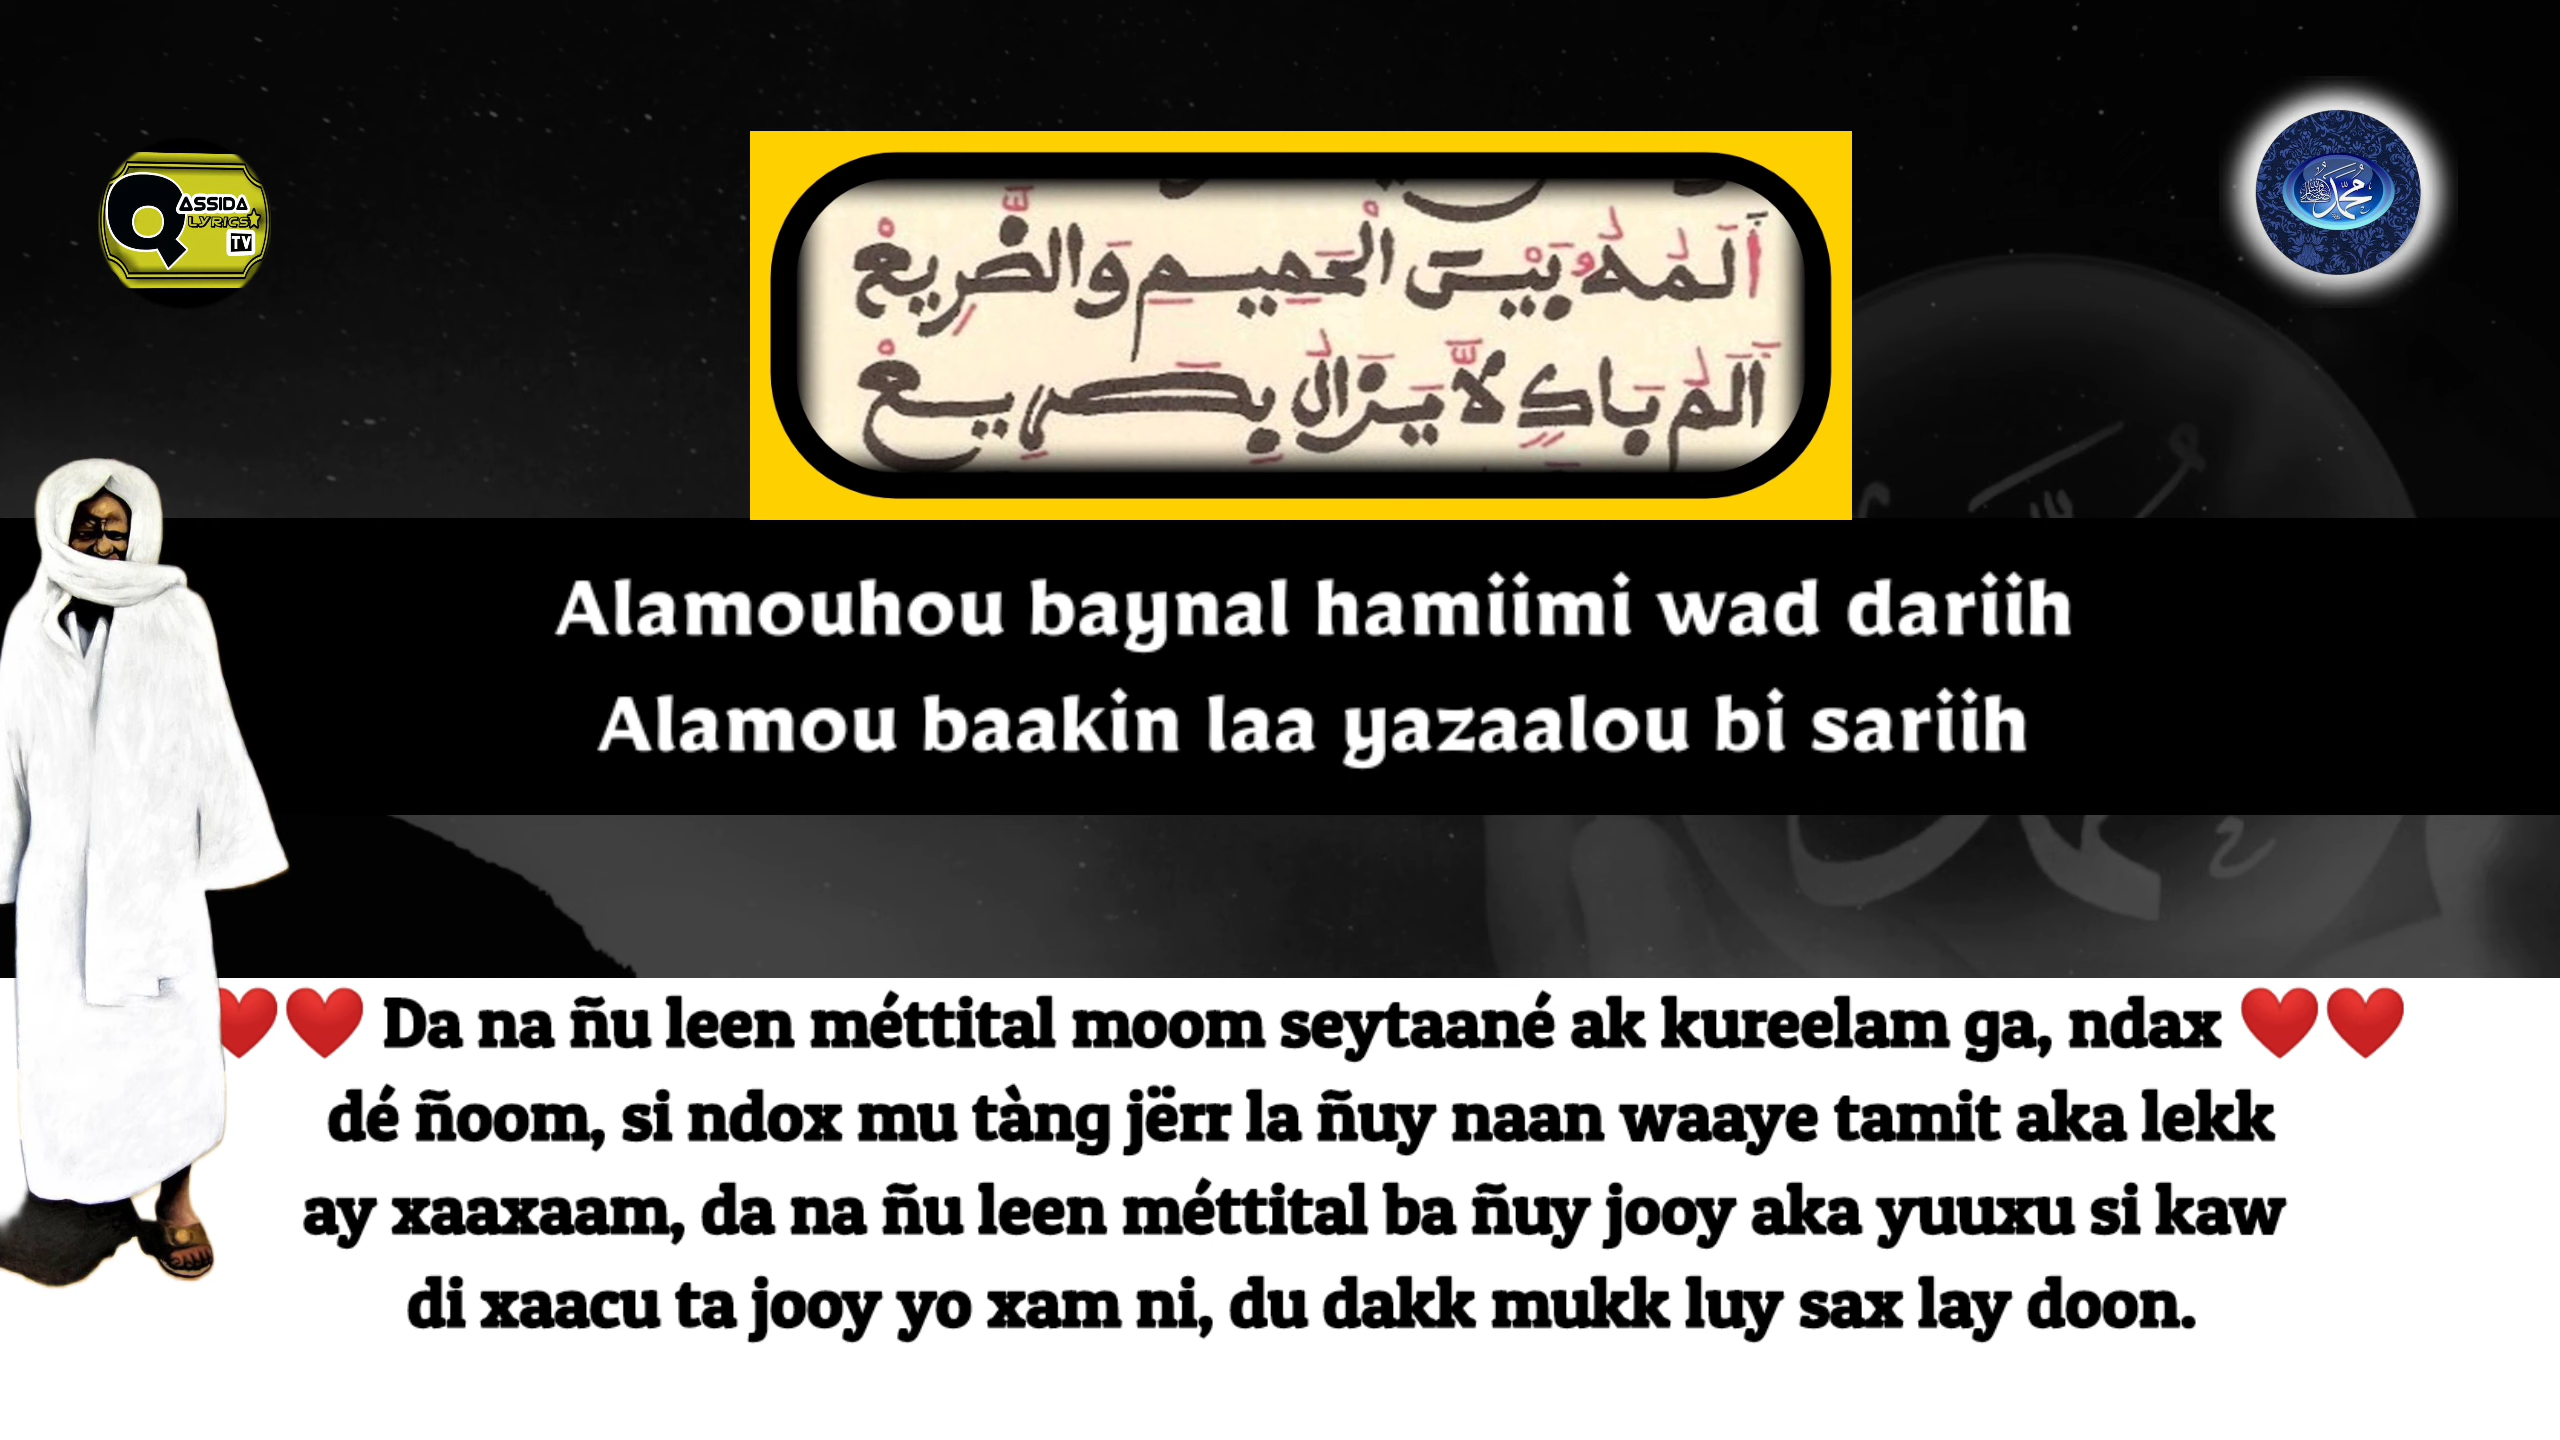 QASSIDA
LYRICS
TV
محمد
أَلَمُهُۥ بَيْنَ الْحَمِيمِ وَالضَّرِيعْ
أَلَمُ بَاكٍ لاَّ يَزَالُ بِصَرِيعْ
Alamouhou baynal hamiimi wad dariih
Alamou baakin laa yazaalou bi sariih
❤️❤️ Da na ñu leen méttital moom seytaané ak kureelam ga, ndax ❤️❤️
dé ñoom, si ndox mu tàng jërr la ñuy naan waaye tamit aka lekk
ay xaaxaam, da na ñu leen méttital ba ñuy jooy aka yuuxu si kaw
di xaacu ta jooy yo xam ni, du dakk mukk luy sax lay doon.